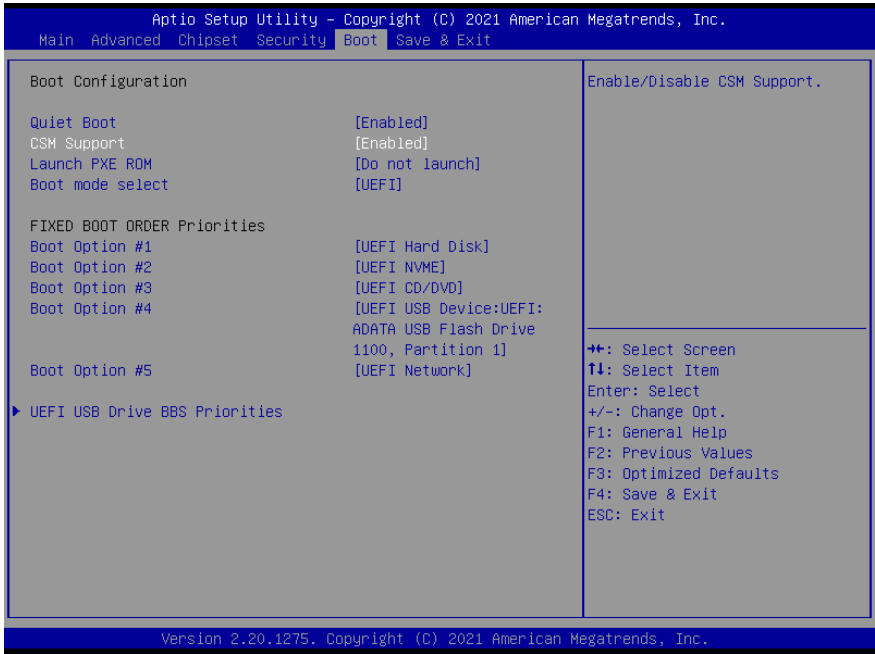 Aptio Setup Utility – Copyright (C) 2021 American Megatrends, Inc.
Main Advanced Chipset Security Boot Save & Exit
Boot Configuration
Quiet Boot [Enabled]
CSM Support [Enabled]
Launch PXE ROM [Do not launch]
Boot mode select [UEFI]
FIXED BOOT ORDER Priorities
Boot Option #1 [UEFI Hard Disk]
Boot Option #2 [UEFI NVME]
Boot Option #3 [UEFI CD/DVD]
Boot Option #4 [UEFI USB Device:UEFI:
ADATA USB Flash Drive
1100, Partition 1]
Boot Option #5 [UEFI Network]
UEFI USB Drive BBS Priorities
Enable/Disable CSM Support.
→←: Select Screen
↑↓: Select Item
Enter: Select
+/-: Change Opt.
F1: General Help
F2: Previous Values
F3: Optimized Defaults
F4: Save & Exit
ESC: Exit
Version 2.20.1275. Copyright (C) 2021 American Megatrends, Inc.